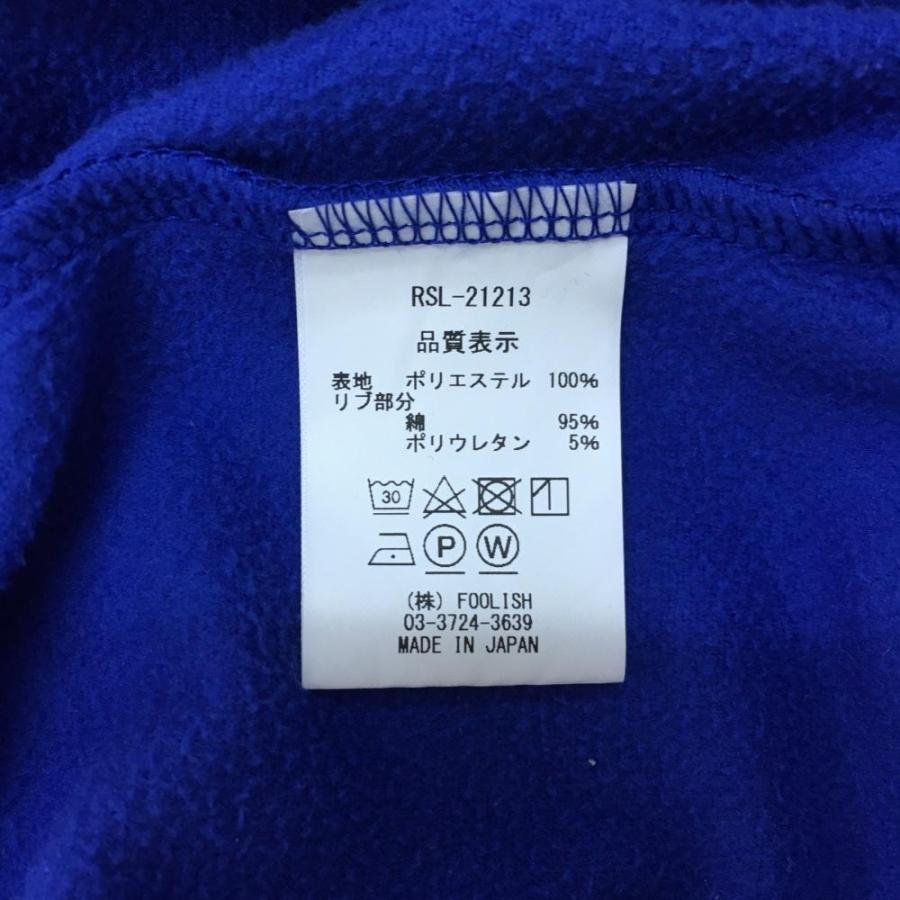 RSL-21213
品質表示
表地 ポリエステル 100%
リブ部分
綿 95%
ポリウレタン 5%
30
P W
(株) FOOLISH
03-3724-3639
MADE IN JAPAN